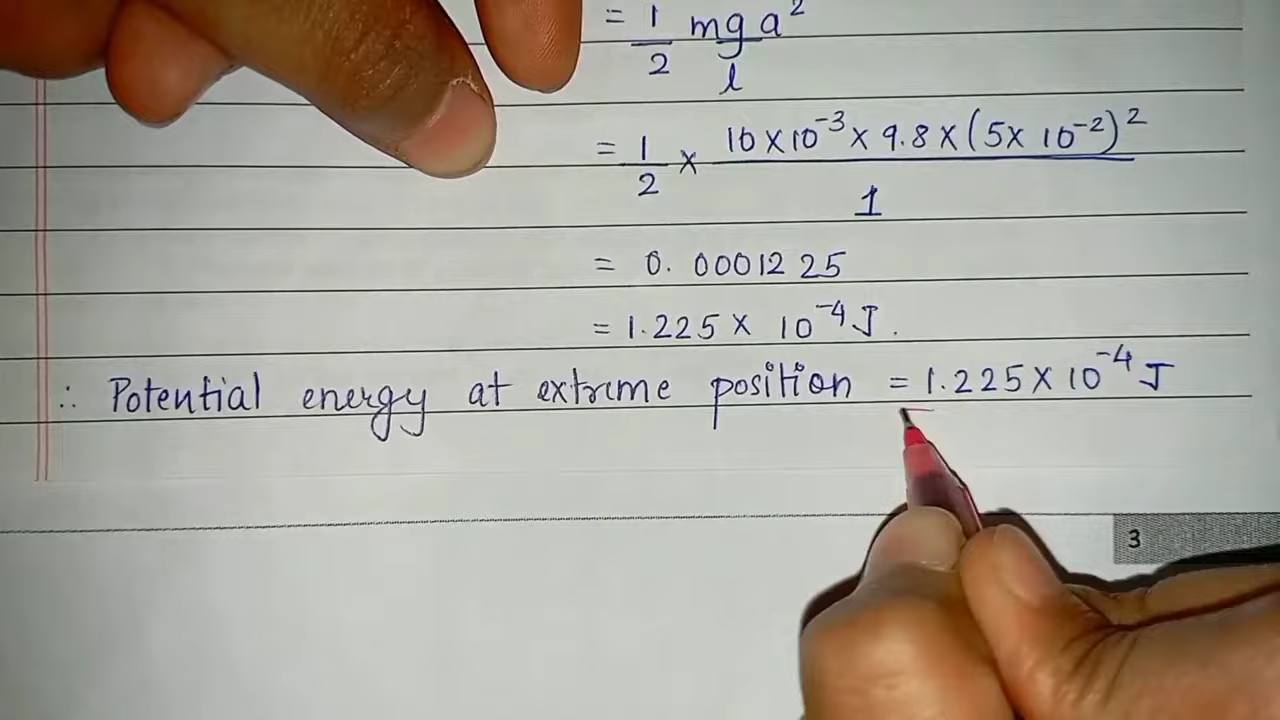 = 1/2 mga²/l
= 1/2 × 10×10⁻³ × 9.8 × (5× 10⁻²)²/1
= 0.0001225
= 1.225 × 10⁻⁴ J.
∴ Potential energy at extreme position = 1.225 × 10⁻⁴ J
3